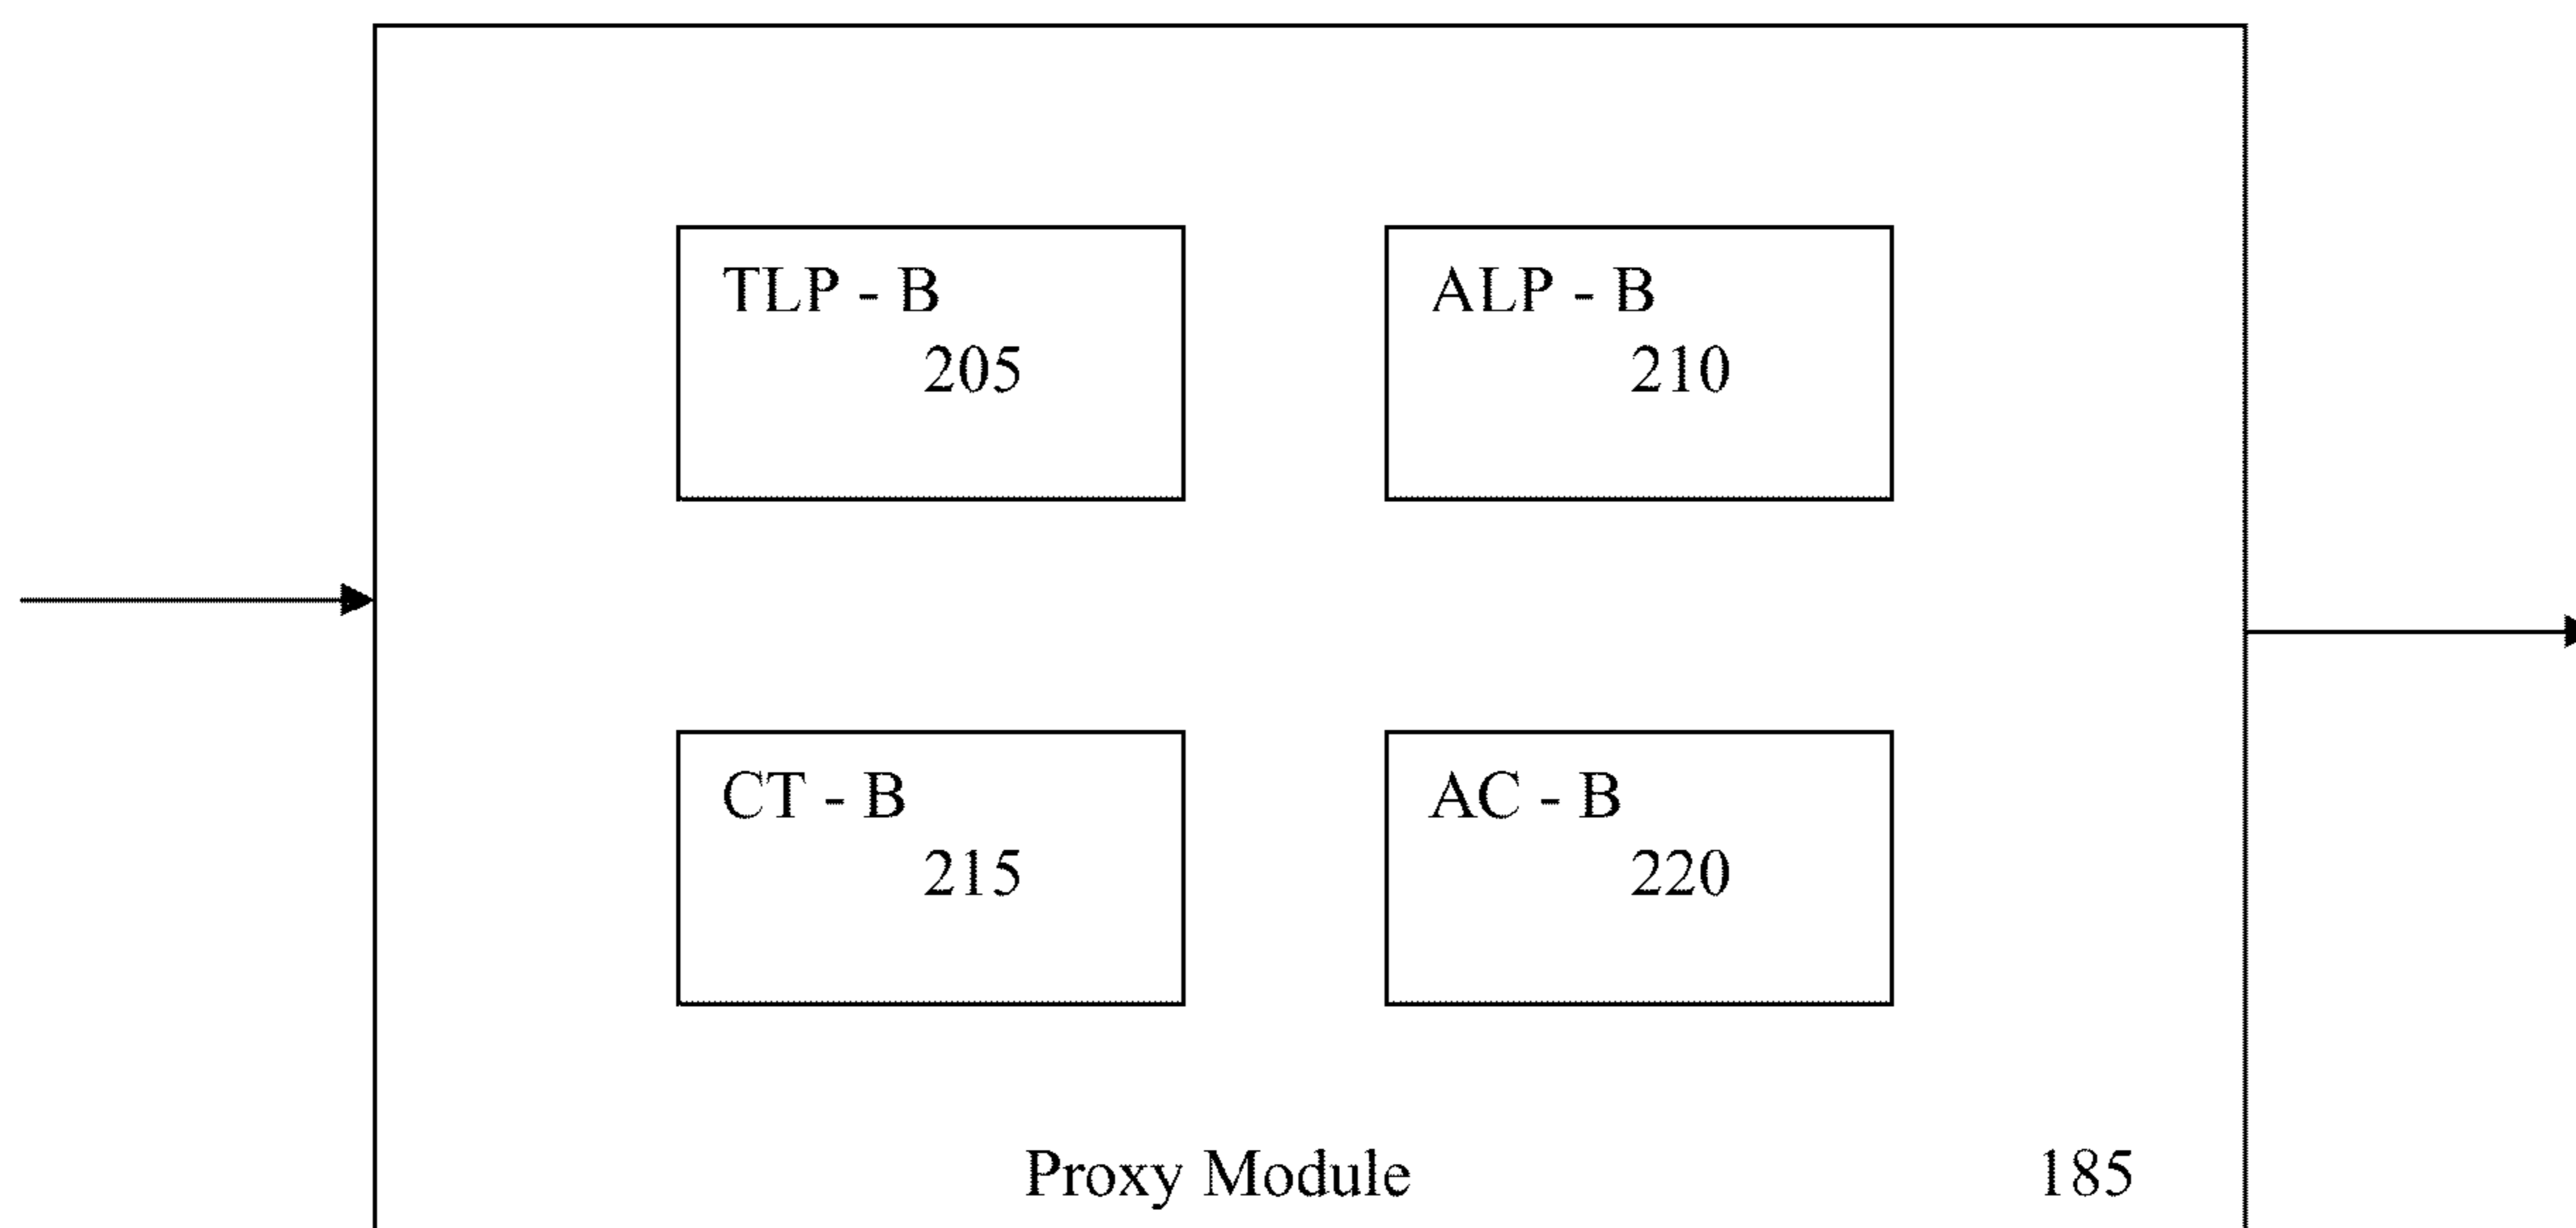 TLP - B
205
ALP - B
210
CT - B
215
AC - B
220
Proxy Module
185